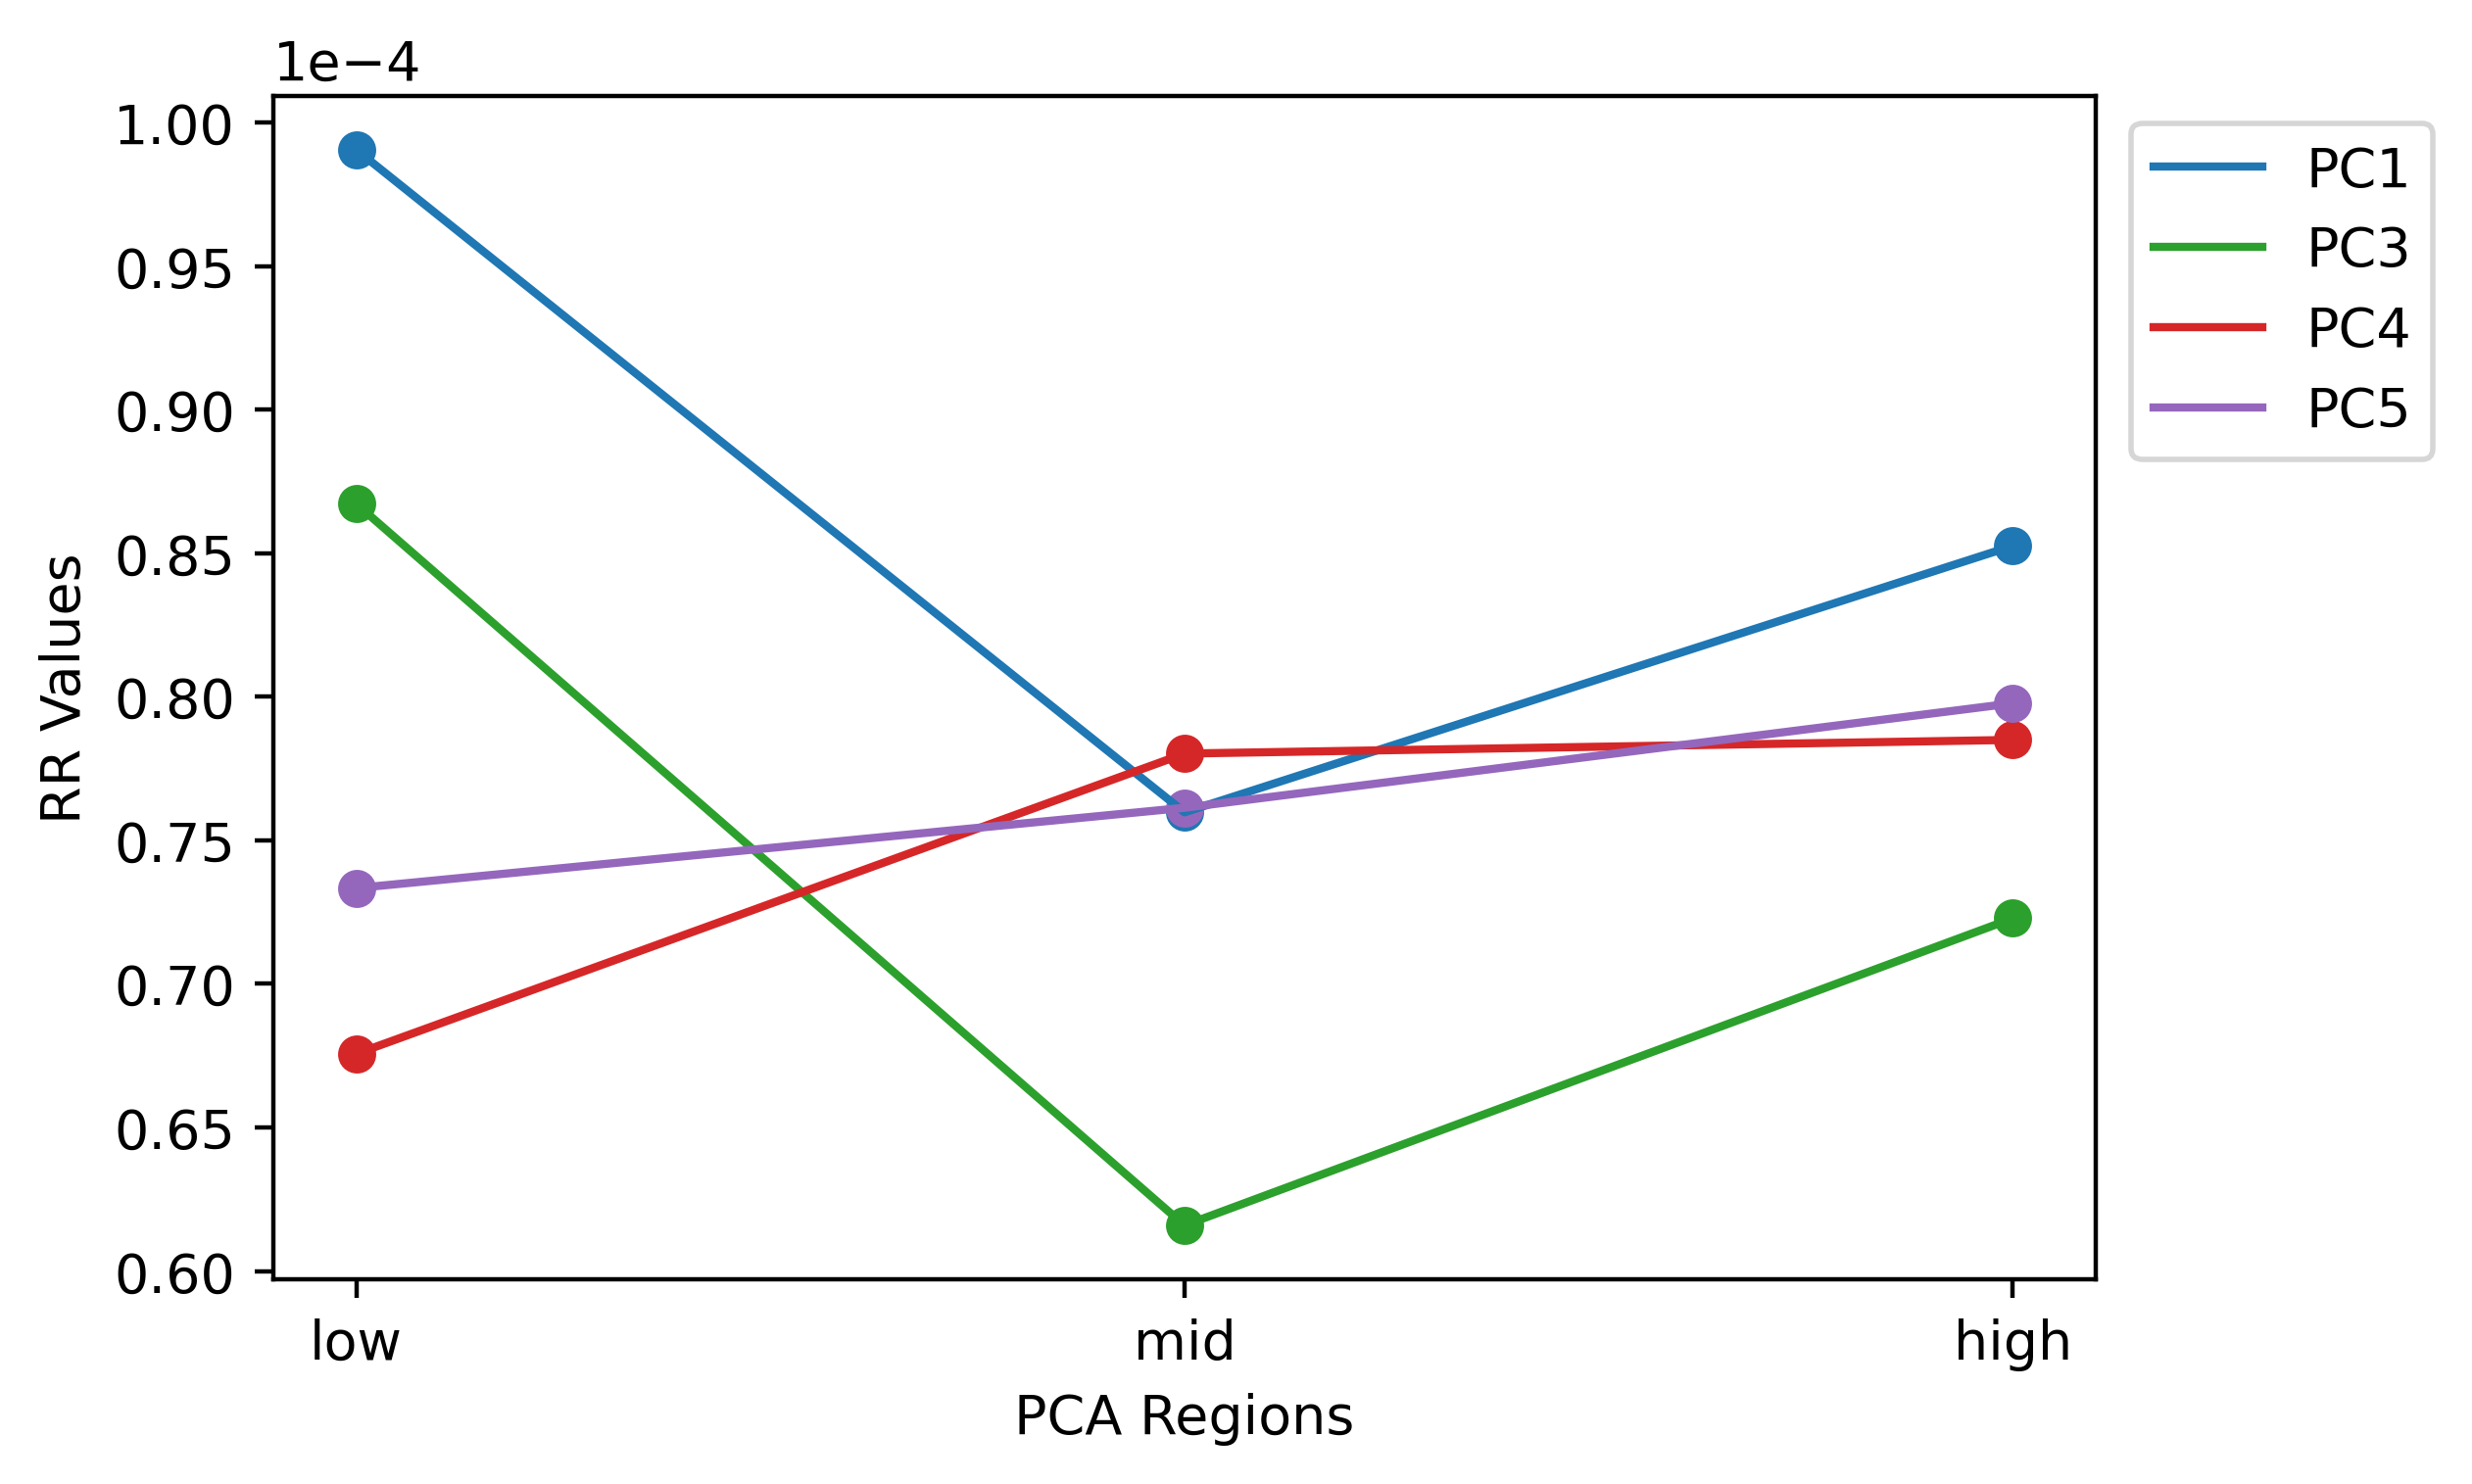 1e−4
1.00
0.95
0.90
0.85
0.80
0.75
0.70
0.65
0.60
RR Values
low
mid
high
PCA Regions
PC1
PC3
PC4
PC5